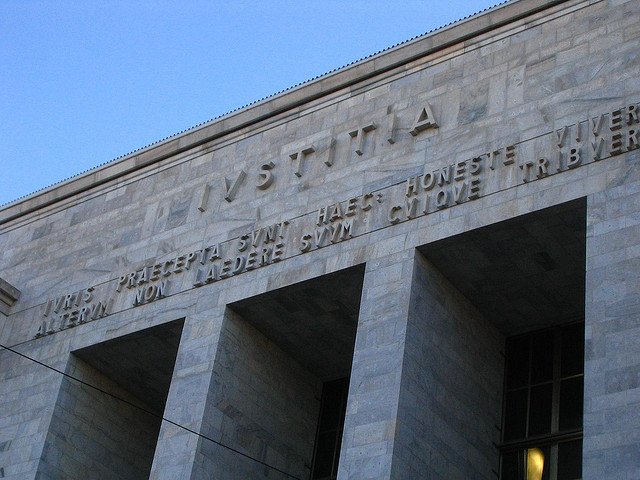 IVSTITIA
IVRIS PRAECEPTA SVNT HAEC: HONESTE VIVER
ALTERVM NON LAEDERE SVVM CVIQVE TRIBVER